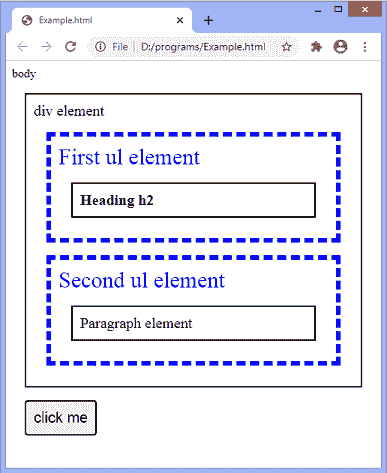 Example.html
File
D:/programs/Example.html
body
div element
First ul element
Heading h2
Second ul element
Paragraph element
click me